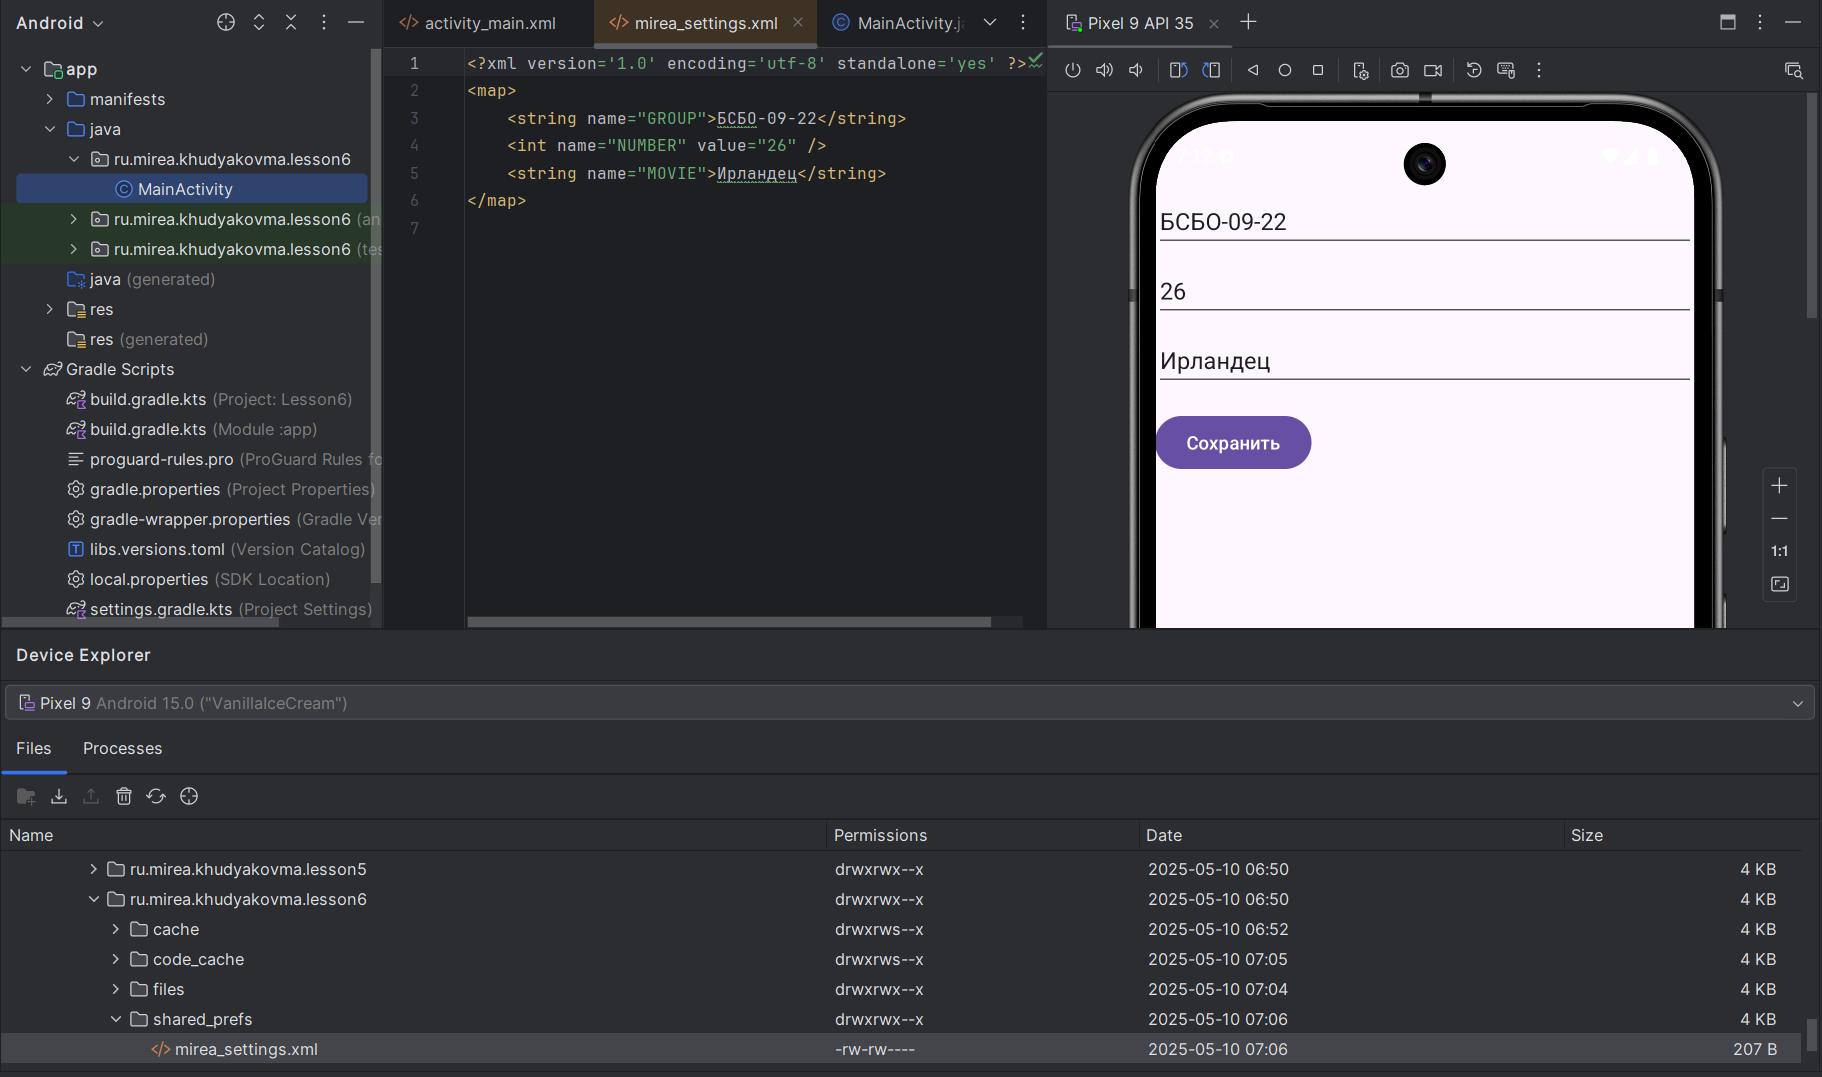 Android
app
manifests
java
ru.mirea.khudyakovma.lesson6
MainActivity
ru.mirea.khudyakovma.lesson6 (an
ru.mirea.khudyakovma.lesson6 (tes
java (generated)
res
res (generated)
Gradle Scripts
build.gradle.kts (Project: Lesson6)
build.gradle.kts (Module :app)
proguard-rules.pro (ProGuard Rules fo
gradle.properties (Project Properties)
gradle-wrapper.properties (Gradle Ver
libs.versions.toml (Version Catalog)
local.properties (SDK Location)
settings.gradle.kts (Project Settings)
activity_main.xml
mirea_settings.xml
MainActivity.j
1 <?xml version='1.0' encoding='utf-8' standalone='yes' ?>
2 <map>
3 <string name="GROUP">БСБО-09-22</string>
4 <int name="NUMBER" value="26" />
5 <string name="MOVIE">Ирландец</string>
6 </map>
7
Pixel 9 API 35
БСБО-09-22
26
Ирландец
Сохранить
1:1
Device Explorer
Pixel 9 Android 15.0 ("VanillaIceCream")
Files Processes
Name Permissions Date Size
ru.mirea.khudyakovma.lesson5 drwxrwx--x 2025-05-10 06:50 4 KB
ru.mirea.khudyakovma.lesson6 drwxrwx--x 2025-05-10 06:50 4 KB
cache drwxrws--x 2025-05-10 06:52 4 KB
code_cache drwxrws--x 2025-05-10 07:05 4 KB
files drwxrwx--x 2025-05-10 07:04 4 KB
shared_prefs drwxrwx--x 2025-05-10 07:06 4 KB
mirea_settings.xml -rw-rw---- 2025-05-10 07:06 207 B